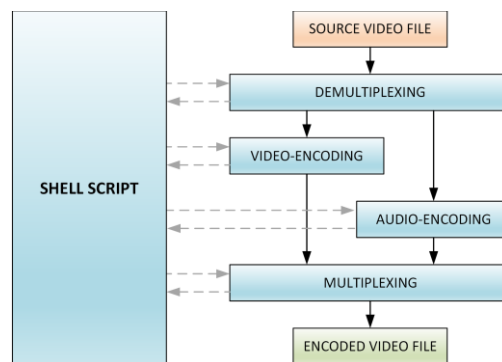 SOURCE VIDEO FILE
DEMULTIPLEXING
VIDEO-ENCODING
SHELL SCRIPT
AUDIO-ENCODING
MULTIPLEXING
ENCODED VIDEO FILE